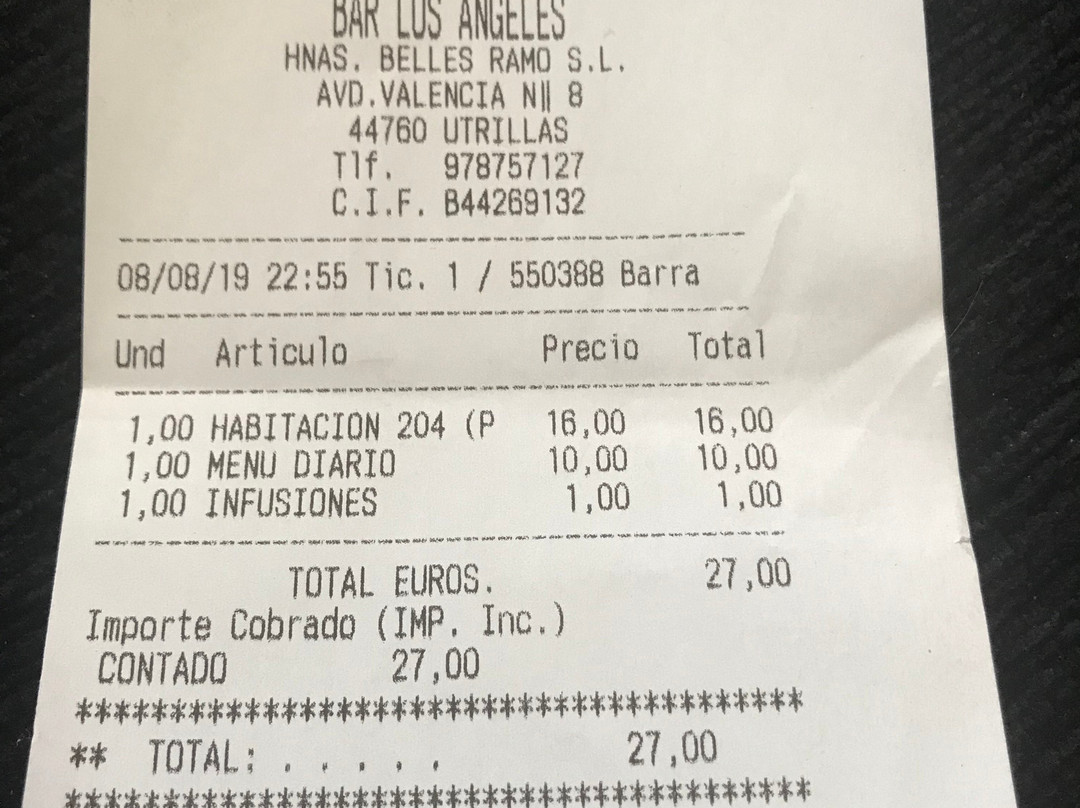 BAR LOS ANGELES
HNAS. BELLES RAMO S.L.
AVD.VALENCIA N║ 8
44760 UTRILLAS
Tlf. 978757127
C.I.F. B44269132
08/08/19 22:55 Tic. 1 / 550388 Barra
Und Articulo Precio Total
1,00 HABITACION 204 (P 16,00 16,00
1,00 MENU DIARIO 10,00 10,00
1,00 INFUSIONES 1,00 1,00
TOTAL EUROS. 27,00
Importe Cobrado (IMP. Inc.)
CONTADO 27,00
***************************************
** TOTAL: . . . . . 27,00
***************************************